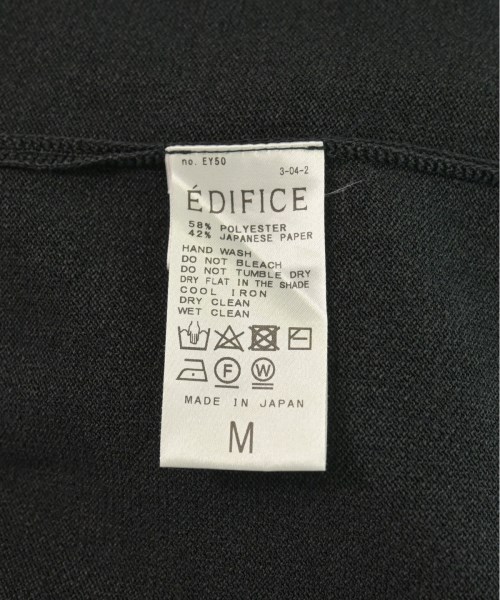 no. EY50
3-04-2
ÉDIFICE
58% POLYESTER
42% JAPANESE PAPER
HAND WASH
DO NOT BLEACH
DO NOT TUMBLE DRY
DRY FLAT IN THE SHADE
COOL IRON
DRY CLEAN
WET CLEAN
F W
MADE IN JAPAN
M